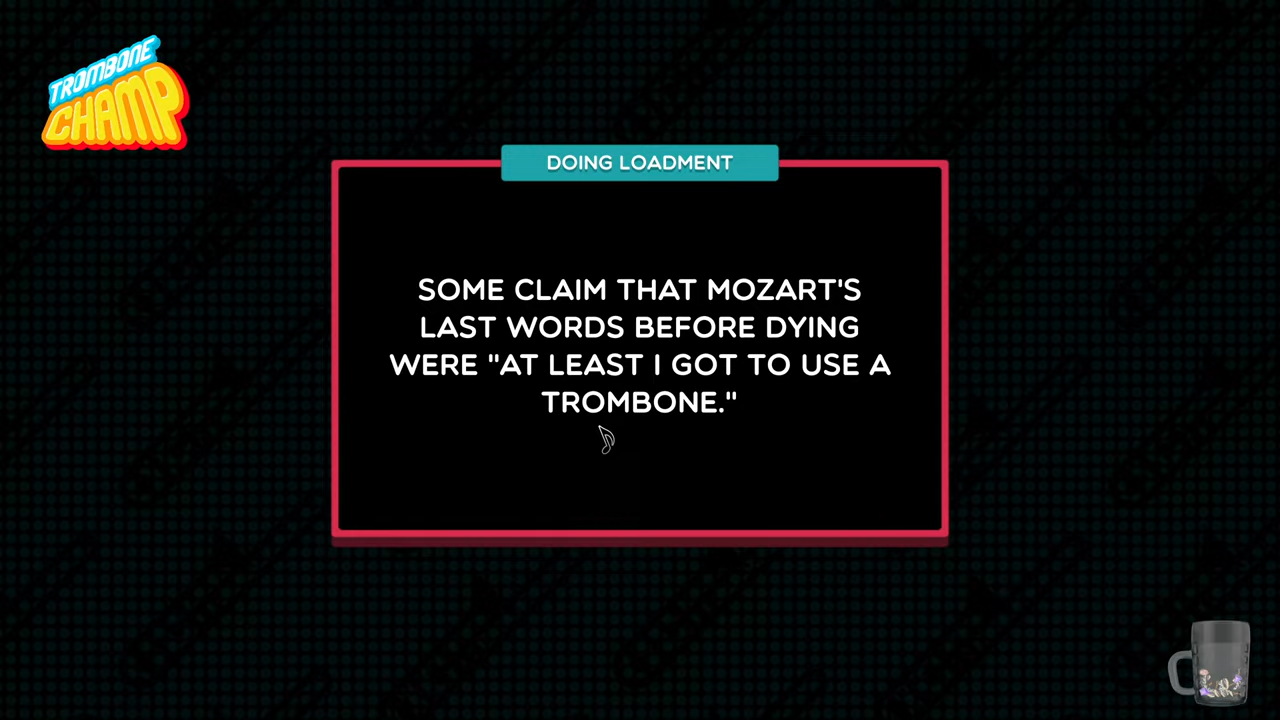 TROMBONE
CHAMP
DOING LOADMENT
SOME CLAIM THAT MOZART'S
LAST WORDS BEFORE DYING
WERE "AT LEAST I GOT TO USE A
TROMBONE."